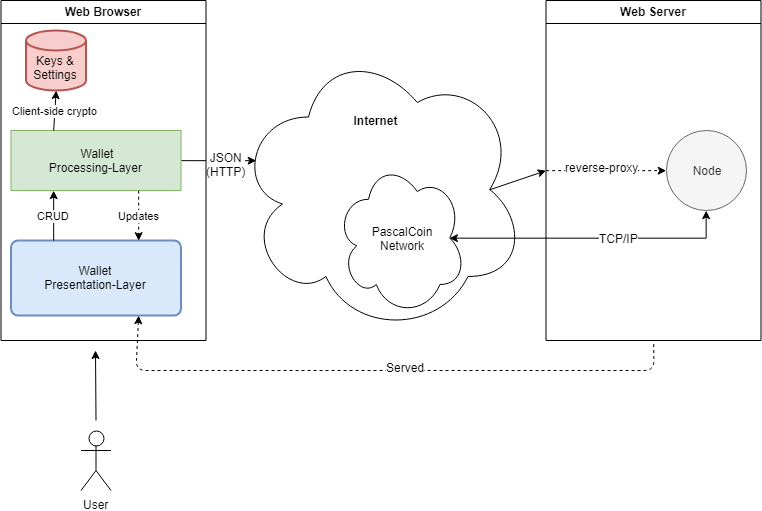 Web Browser
Web Server
Keys &
Settings
Client-side crypto
Internet
Wallet
Processing-Layer
JSON
(HTTP)
reverse-proxy
Node
CRUD
Updates
PascalCoin
Network
TCP/IP
Wallet
Presentation-Layer
Served
User